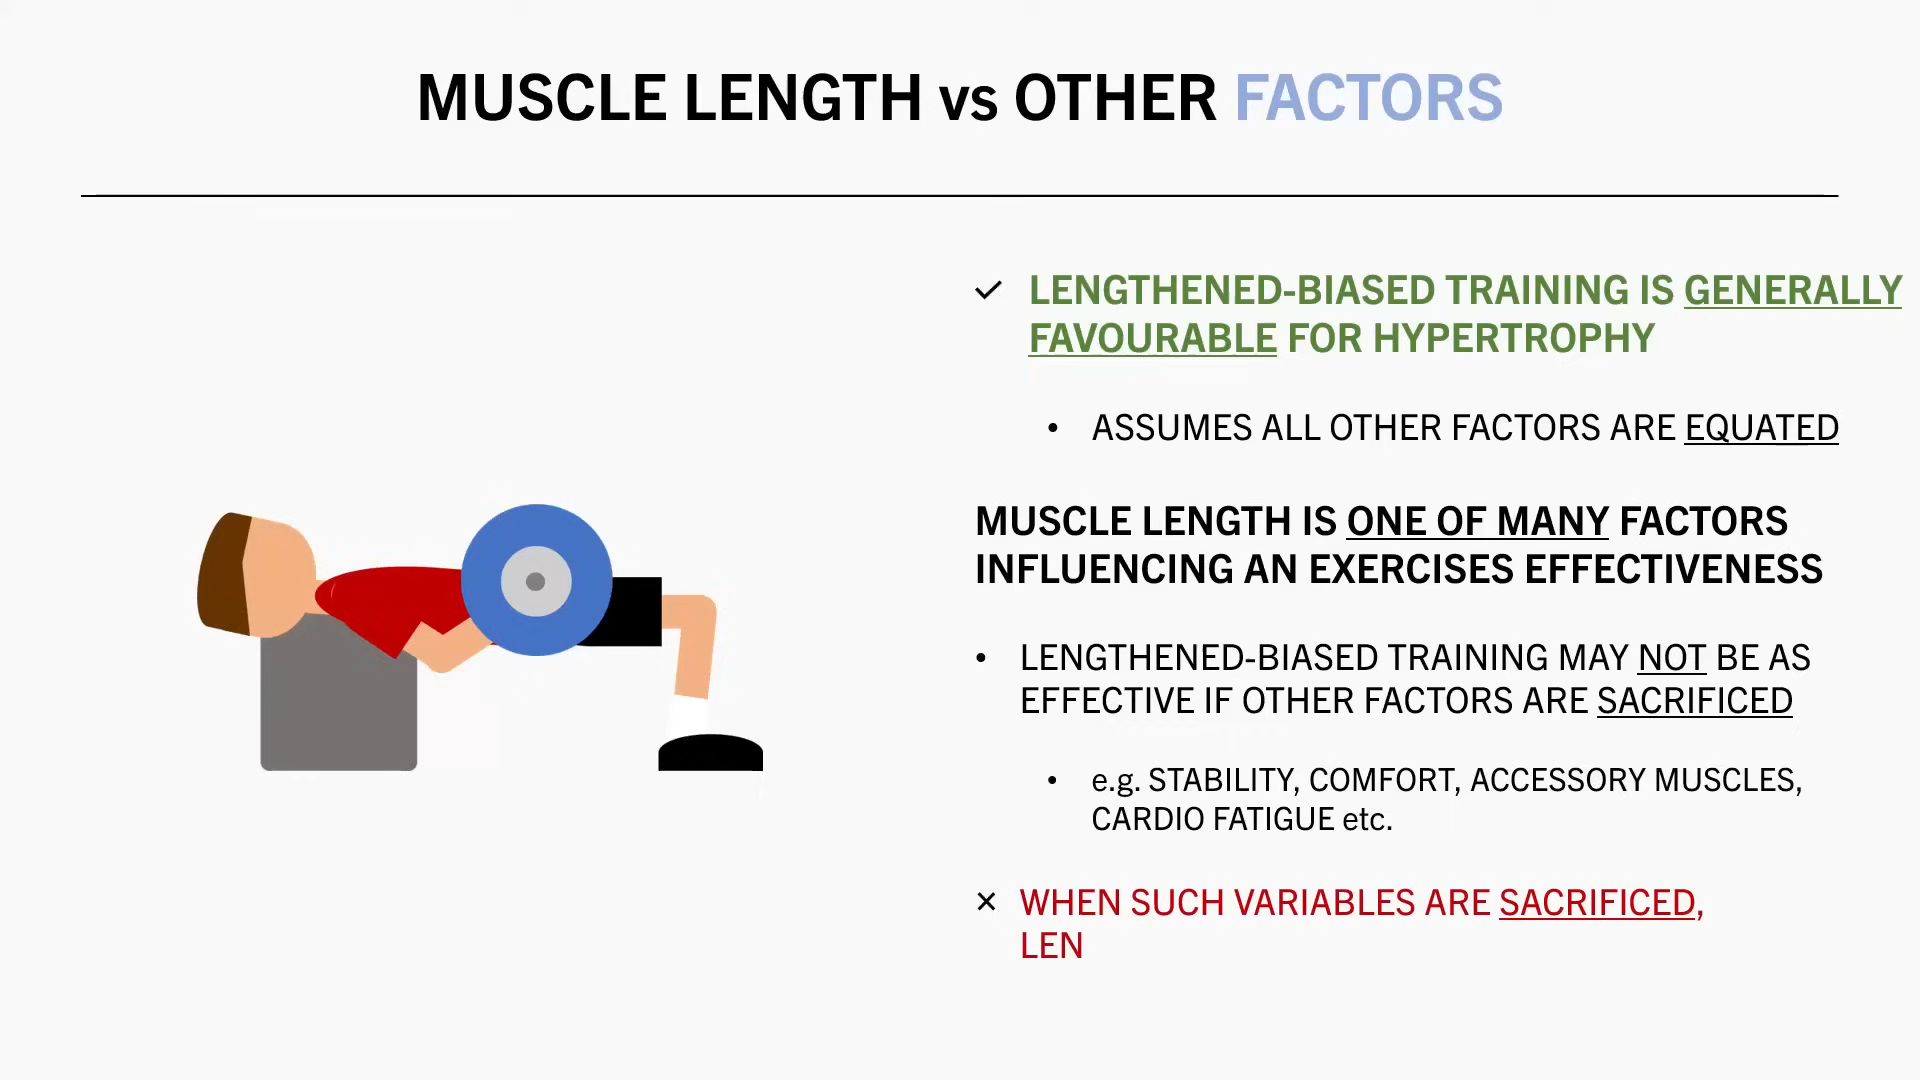 MUSCLE LENGTH vs OTHER FACTORS
✓ LENGTHENED-BIASED TRAINING IS GENERALLY
FAVOURABLE FOR HYPERTROPHY
• ASSUMES ALL OTHER FACTORS ARE EQUATED
MUSCLE LENGTH IS ONE OF MANY FACTORS
INFLUENCING AN EXERCISES EFFECTIVENESS
• LENGTHENED-BIASED TRAINING MAY NOT BE AS
EFFECTIVE IF OTHER FACTORS ARE SACRIFICED
• e.g. STABILITY, COMFORT, ACCESSORY MUSCLES,
CARDIO FATIGUE etc.
× WHEN SUCH VARIABLES ARE SACRIFICED,
LEN